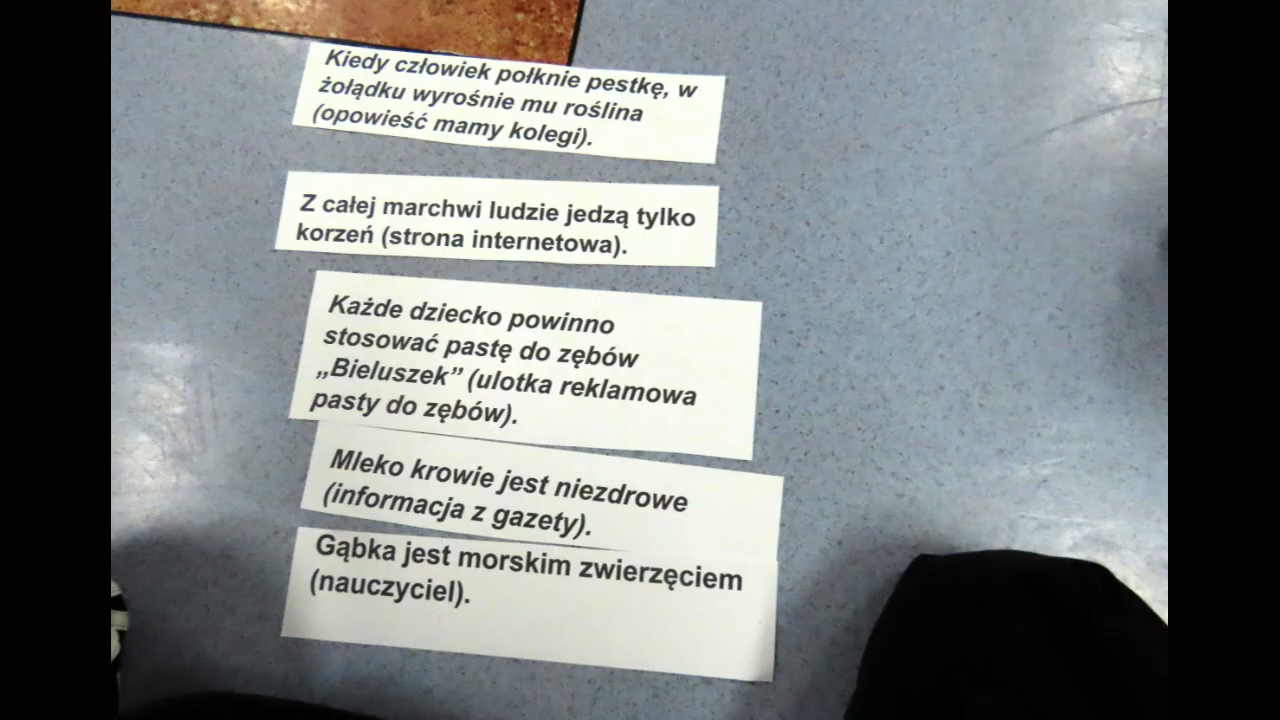 Kiedy człowiek połknie pestkę, w
żołądku wyrośnie mu roślina
(opowieść mamy kolegi).
Z całej marchwi ludzie jedzą tylko
korzeń (strona internetowa).
Każde dziecko powinno
stosować pastę do zębów
„Bieluszek” (ulotka reklamowa
pasty do zębów).
Mleko krowie jest niezdrowe
(informacja z gazety).
Gąbka jest morskim zwierzęciem
(nauczyciel).